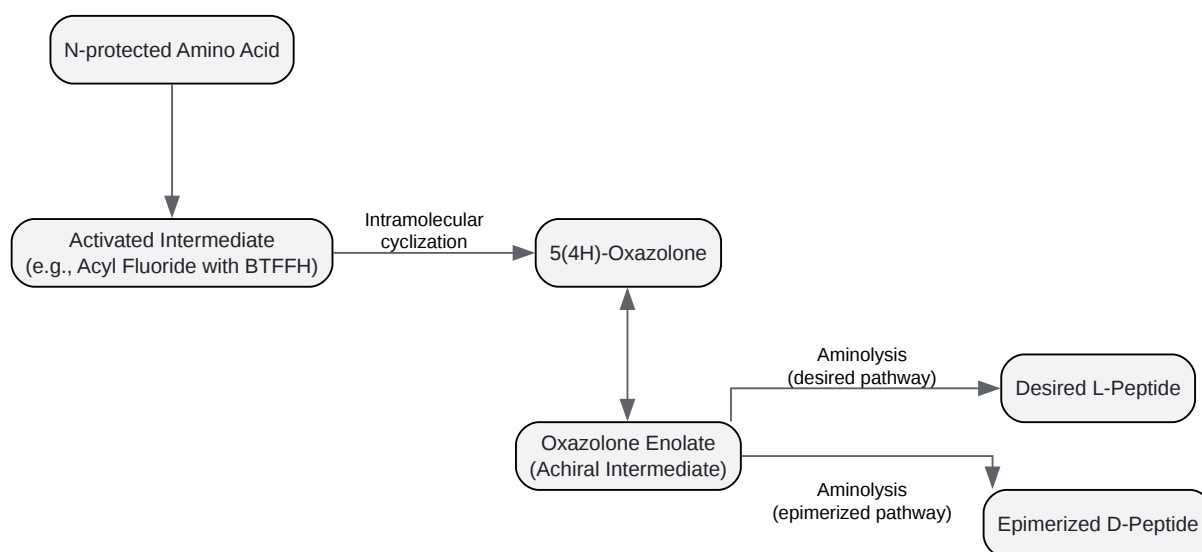 N-protected Amino Acid
Activated Intermediate
(e.g., Acyl Fluoride with BTFFH)
Intramolecular
cyclization
5(4H)-Oxazolone
Aminolysis
(desired pathway)
Desired L-Peptide
Oxazolone Enolate
(Achiral Intermediate)
Aminolysis
(epimerized pathway)
Epimerized D-Peptide